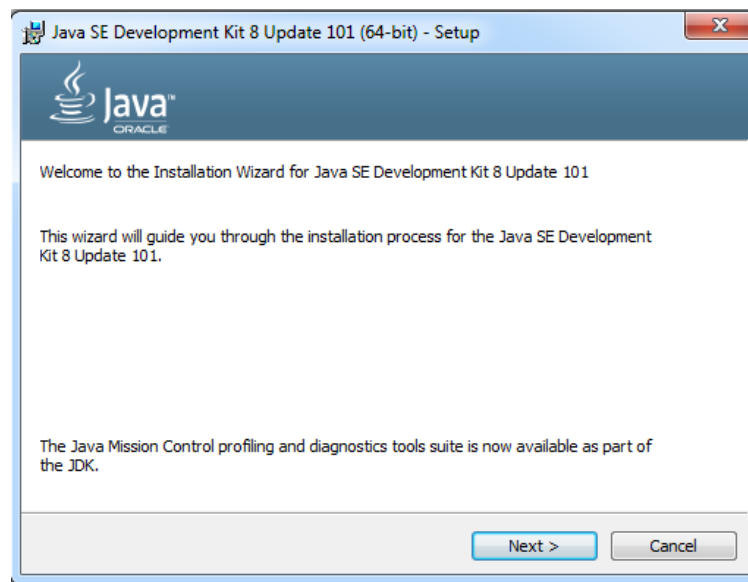 Java SE Development Kit 8 Update 101 (64-bit) - Setup
Java™
ORACLE
Welcome to the Installation Wizard for Java SE Development Kit 8 Update 101
This wizard will guide you through the installation process for the Java SE Development
Kit 8 Update 101.
The Java Mission Control profiling and diagnostics tools suite is now available as part of
the JDK.
Next >
Cancel